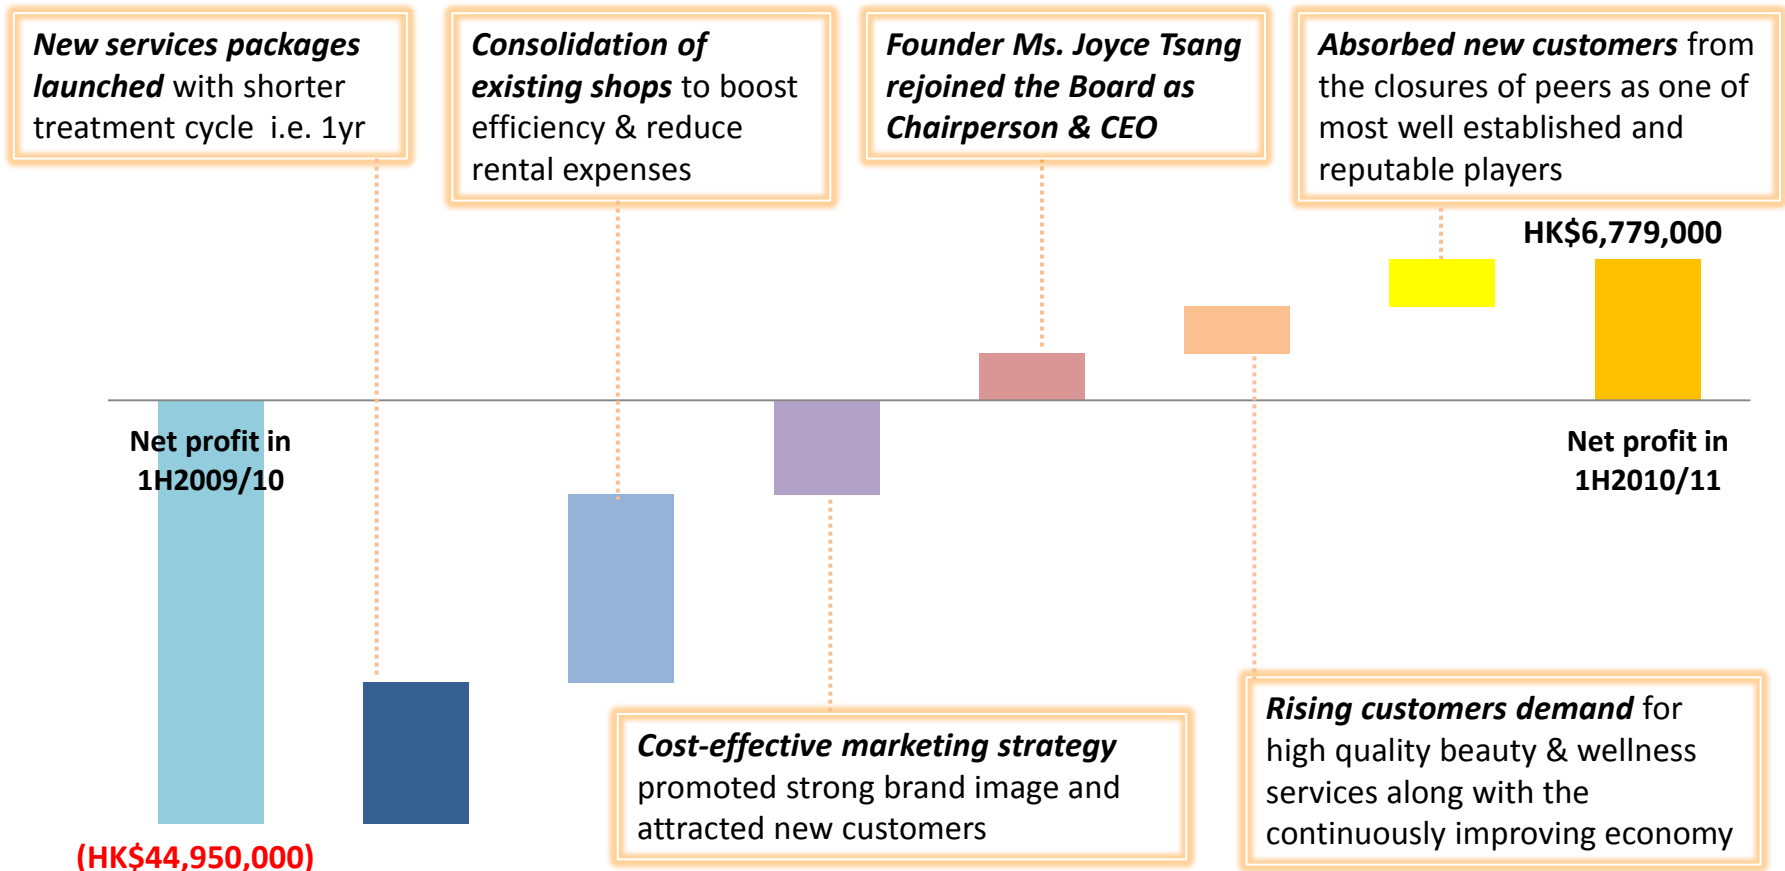 New services packages
launched with shorter
treatment cycle i.e. 1yr
Consolidation of
existing shops to boost
efficiency & reduce
rental expenses
Founder Ms. Joyce Tsang
rejoined the Board as
Chairperson & CEO
Absorbed new customers from
the closures of peers as one of
most well established and
reputable players
HK$6,779,000
Net profit in
1H2009/10
Net profit in
1H2010/11
Cost-effective marketing strategy
promoted strong brand image and
attracted new customers
Rising customers demand for
high quality beauty & wellness
services along with the
continuously improving economy
(HK$44,950,000)